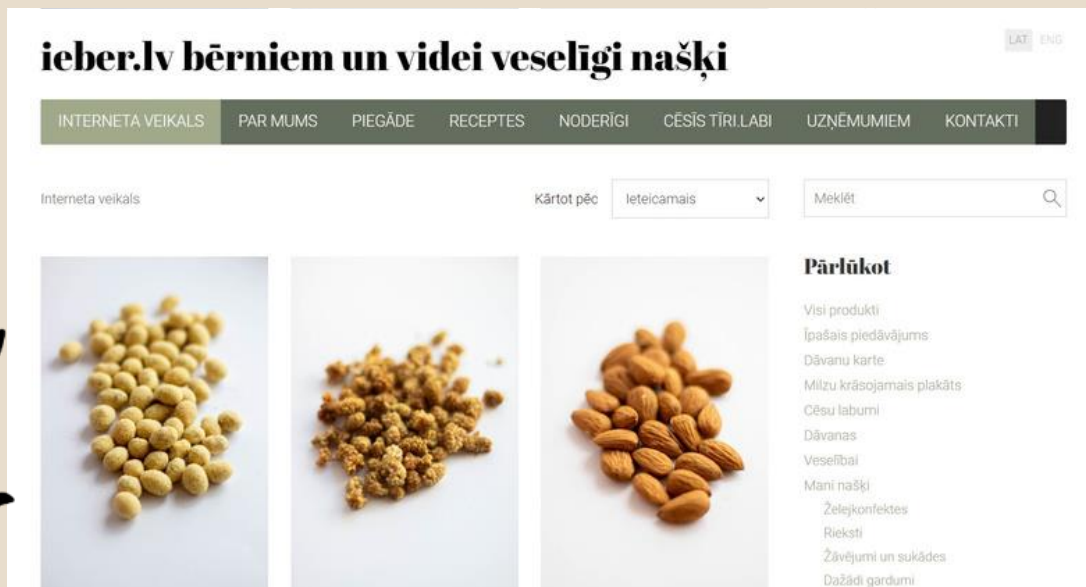 ieber.lv bērniem un videi veselīgi našķi
LAT ENG
INTERNETA VEIKALS PAR MUMS PIEGĀDE RECEPTES NODERĪGI CĒSĪS TĪRI.LABI UZŅĒMUMIEM KONTAKTI
Interneta veikals
Kārtot pēc Ieteicamais
Meklēt
Pārlūkot
Visi produkti
Īpašais piedāvājums
Dāvanu karte
Milzu krāsojamais plakāts
Cēsu labumi
Dāvanas
Veselībai
Mani našķi
Želejkonfektes
Rieksti
Žāvējumi un sukādes
Dažādi gardumi